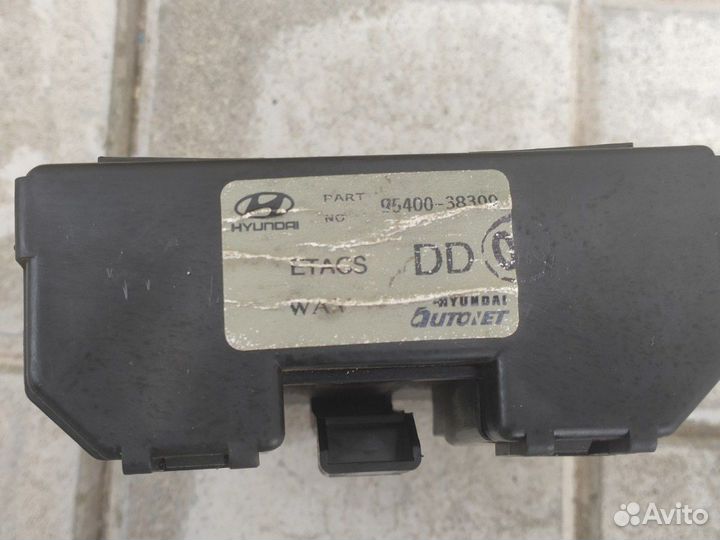 HYUNDAI
PART NO 95400-38300
ETACS DD
HYUNDAI
AUTONET
Avito